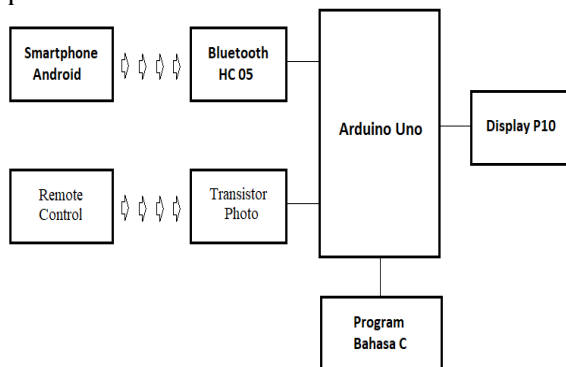 Smartphone
Android
Bluetooth
HC 05
Arduino Uno
Display P10
Remote
Control
Transistor
Photo
Program
Bahasa C